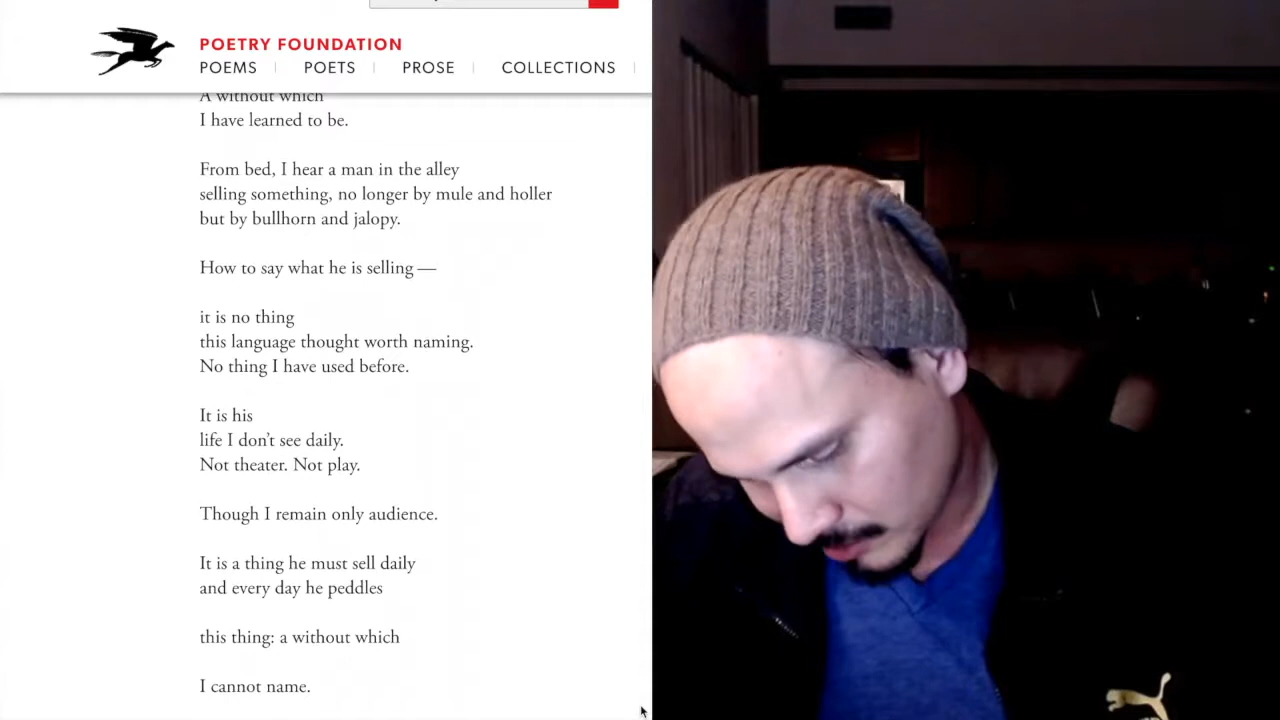 POETRY FOUNDATION
POEMS
POETS
PROSE
COLLECTIONS
A without which
I have learned to be.
From bed, I hear a man in the alley
selling something, no longer by mule and holler
but by bullhorn and jalopy.
How to say what he is selling —
it is no thing
this language thought worth naming.
No thing I have used before.
It is his
life I don’t see daily.
Not theater. Not play.
Though I remain only audience.
It is a thing he must sell daily
and every day he peddles
this thing: a without which
I cannot name.